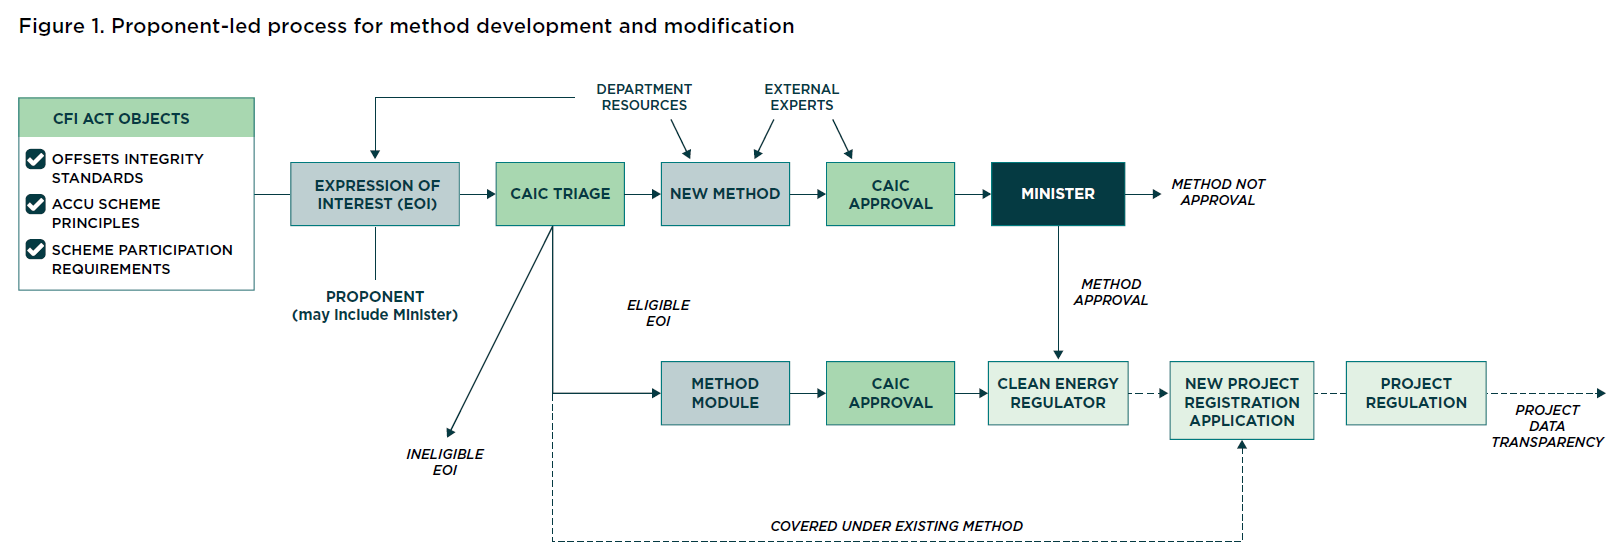 Figure 1. Proponent-led process for method development and modification
DEPARTMENT
RESOURCES
EXTERNAL
EXPERTS
CFI ACT OBJECTS
OFFSETS INTEGRITY
STANDARDS
ACCU SCHEME
PRINCIPLES
SCHEME PARTICIPATION
REQUIREMENTS
EXPRESSION OF
INTEREST (EOI)
CAIC TRIAGE
NEW METHOD
CAIC
APPROVAL
MINISTER
METHOD NOT
APPROVAL
PROPONENT
(may include Minister)
ELIGIBLE
EOI
METHOD
APPROVAL
METHOD
MODULE
CAIC
APPROVAL
CLEAN ENERGY
REGULATOR
NEW PROJECT
REGISTRATION
APPLICATION
PROJECT
REGULATION
PROJECT
DATA
TRANSPARENCY
INELIGIBLE
EOI
COVERED UNDER EXISTING METHOD